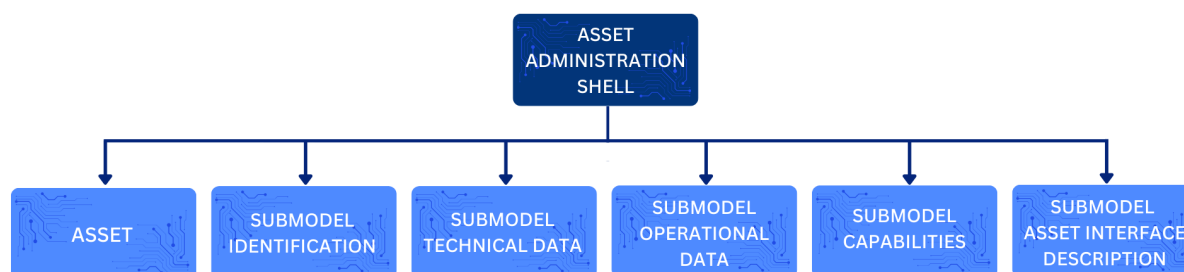 ASSET
ADMINISTRATION
SHELL
ASSET
SUBMODEL
IDENTIFICATION
SUBMODEL
TECHNICAL DATA
SUBMODEL
OPERATIONAL
DATA
SUBMODEL
CAPABILITIES
SUBMODEL
ASSET INTERFACE
DESCRIPTION